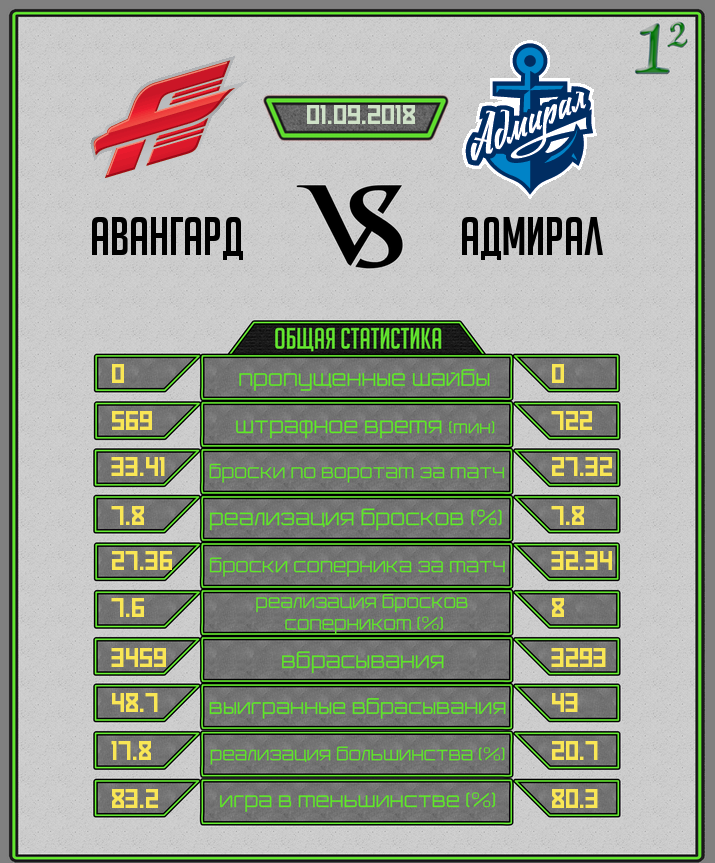 1²
01.09.2018
Адмирал
VS
АВАНГАРД
АДМИРАЛ
ОБЩАЯ СТАТИСТИКА
0 пропущенные шайбы 0
569 штрафное время (мин) 722
33.41 броски по воротам за матч 27.32
7.8 реализация бросков (%) 7.8
27.36 броски соперника за матч 32.34
7.6 реализация бросков 8
соперником (%)
3459 вбрасывания 3293
48.7 выигранные вбрасывания 43
17.8 реализация большинства (%) 20.7
83.2 игра в меньшинстве (%) 80.3